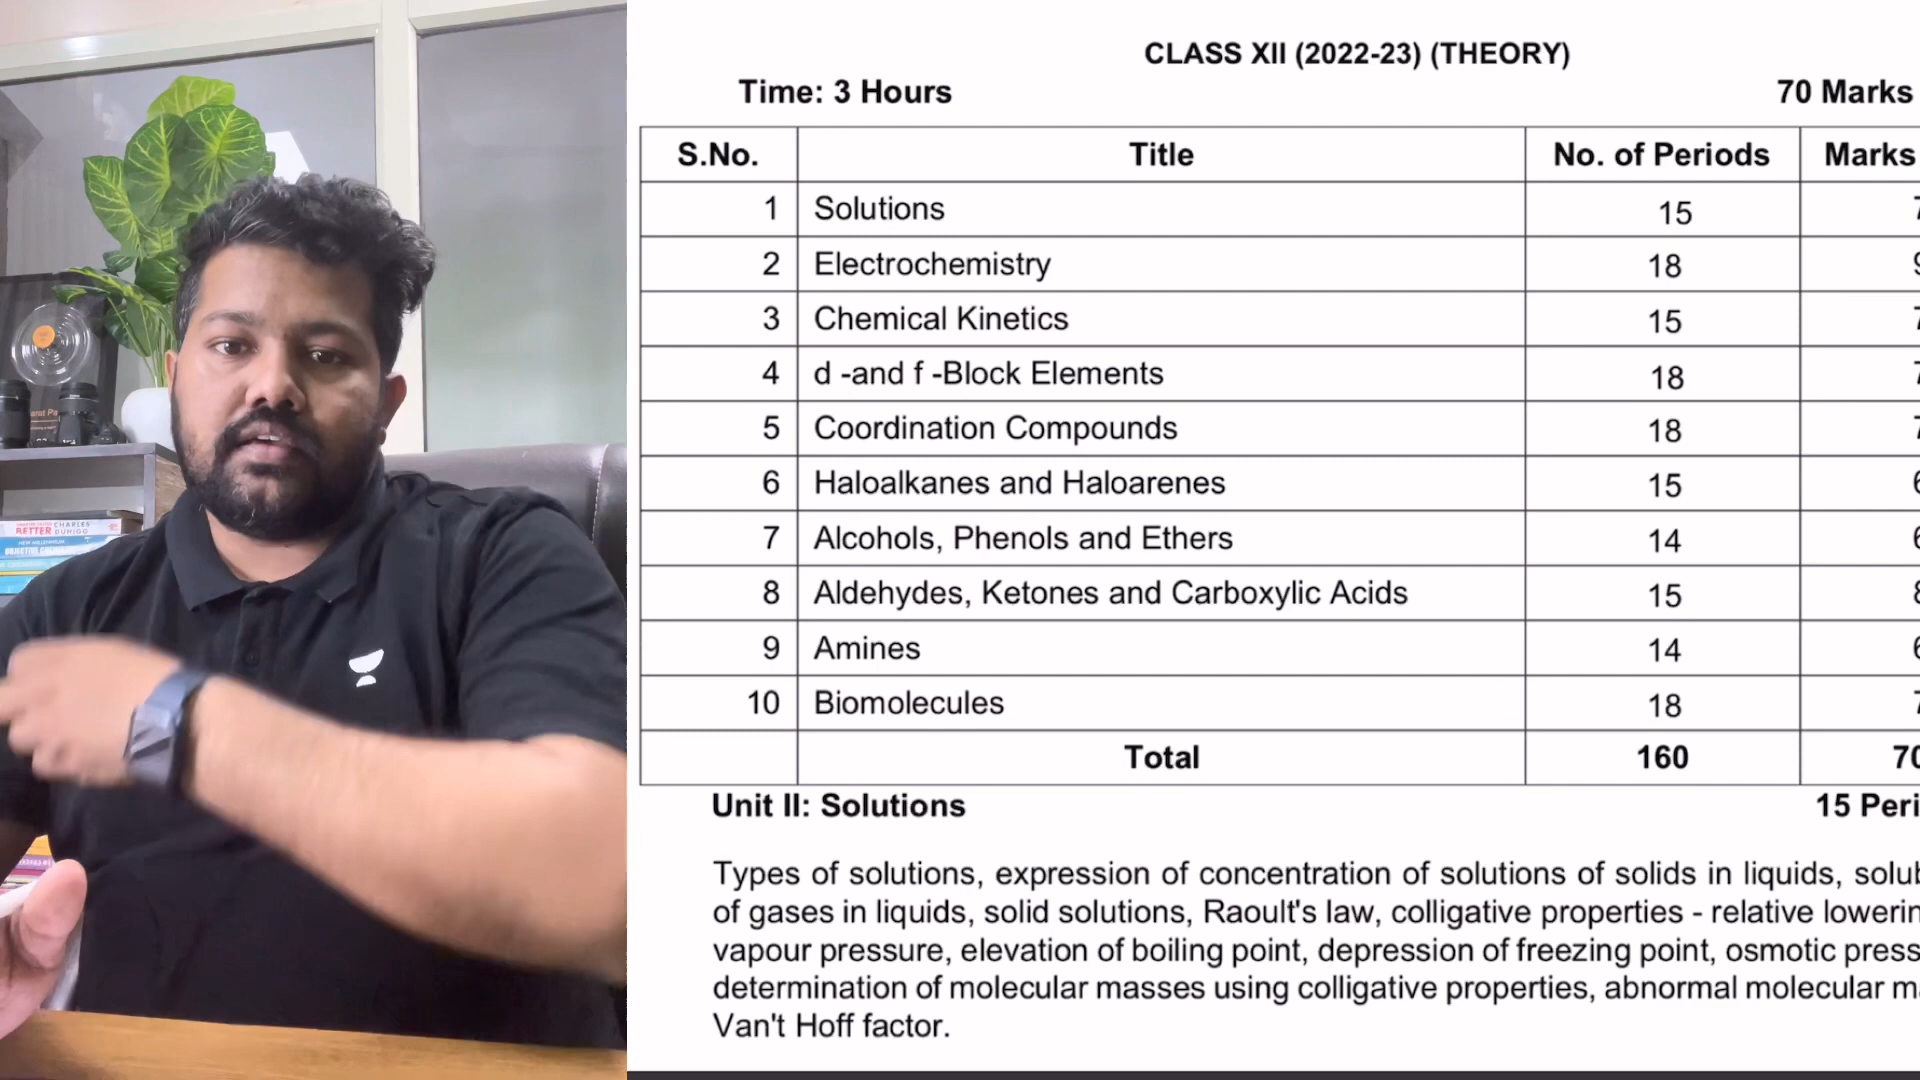 CLASS XII (2022-23) (THEORY)
Time: 3 Hours 70 Marks
S.No. Title No. of Periods Marks
1 Solutions 15
2 Electrochemistry 18
3 Chemical Kinetics 15
4 d -and f -Block Elements 18
5 Coordination Compounds 18
6 Haloalkanes and Haloarenes 15
7 Alcohols, Phenols and Ethers 14
8 Aldehydes, Ketones and Carboxylic Acids 15
9 Amines 14
10 Biomolecules 18
Total 160 70
Unit II: Solutions 15
Types of solutions, expression of concentration of solutions of solids in liquids,
of gases in liquids, solid solutions, Raoult's law, colligative properties - relative
vapour pressure, elevation of boiling point, depression of freezing point, osmotic
determination of molecular masses using colligative properties, abnormal molecular
Van't Hoff factor.
CHARLES
BETTER DUHIGG